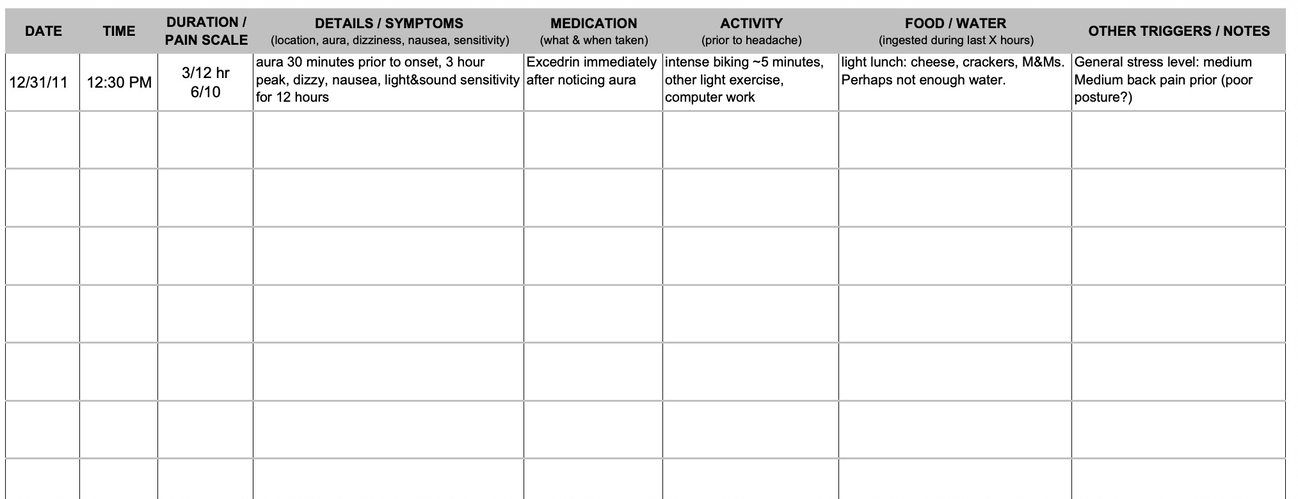 DATE
TIME
DURATION /
PAIN SCALE
DETAILS / SYMPTOMS
(location, aura, dizziness, nausea, sensitivity)
MEDICATION
(what & when taken)
ACTIVITY
(prior to headache)
FOOD / WATER
(ingested during last X hours)
OTHER TRIGGERS / NOTES
12/31/11
12:30 PM
3/12 hr
6/10
aura 30 minutes prior to onset, 3 hour
peak, dizzy, nausea, light&sound sensitivity
for 12 hours
Excedrin immediately
after noticing aura
intense biking ~5 minutes,
other light exercise,
computer work
light lunch: cheese, crackers, M&Ms.
Perhaps not enough water.
General stress level: medium
Medium back pain prior (poor
posture?)